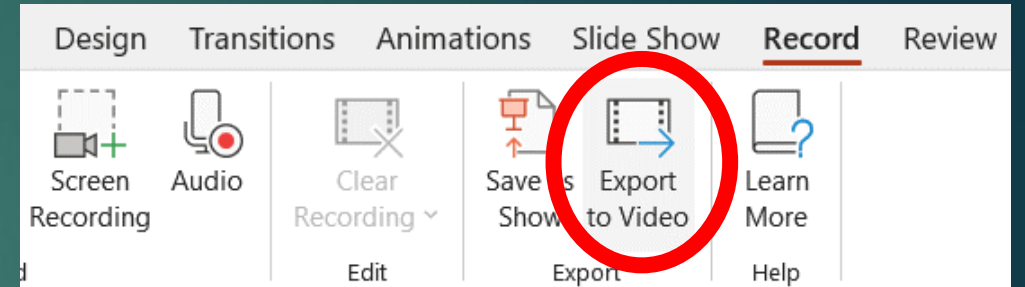 Design Transitions Animations Slide Show Record Review
Screen Recording
Audio
Clear Recording
Save as Show
Export to Video
Learn More
d
Edit
Export
Help